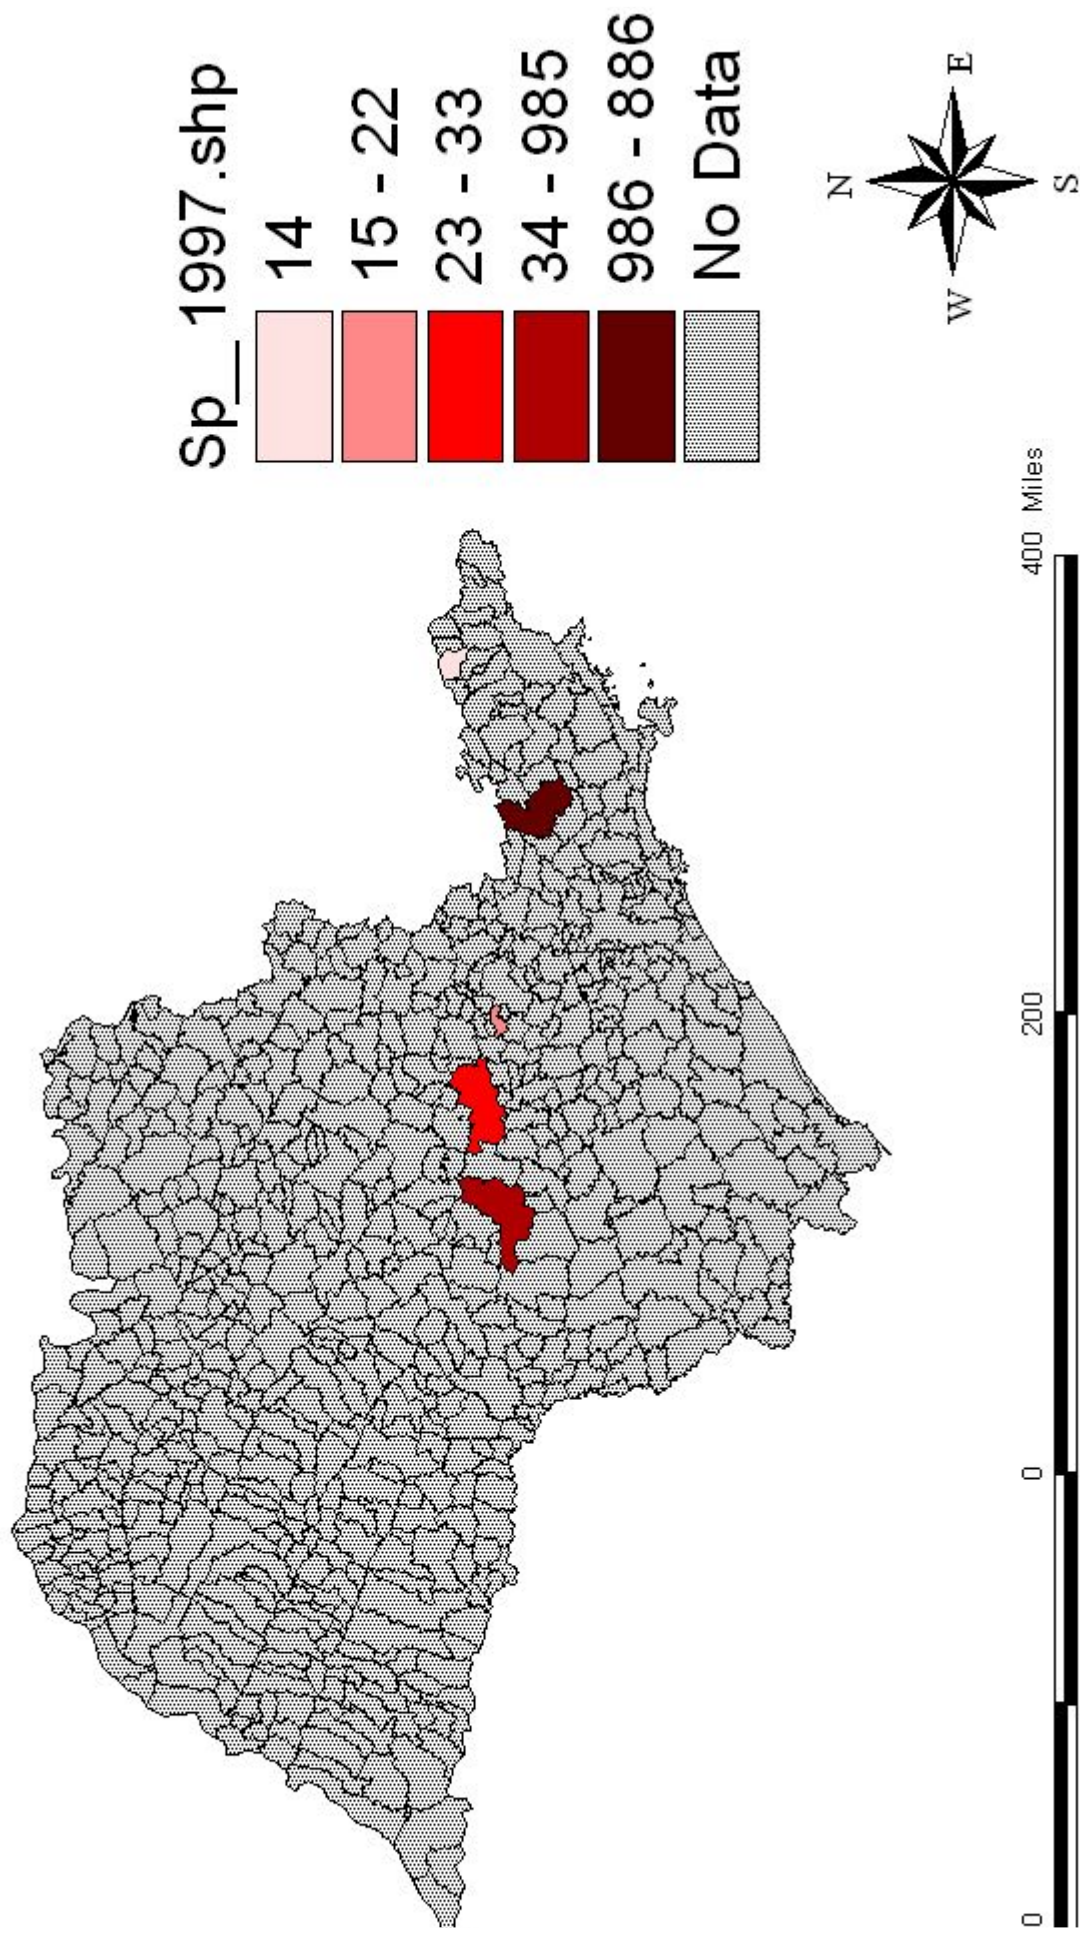 Sp__1997.shp
14
15 - 22
23 - 33
34 - 985
986 - 886
No Data
N
W E
S
0 0 200 400 Miles